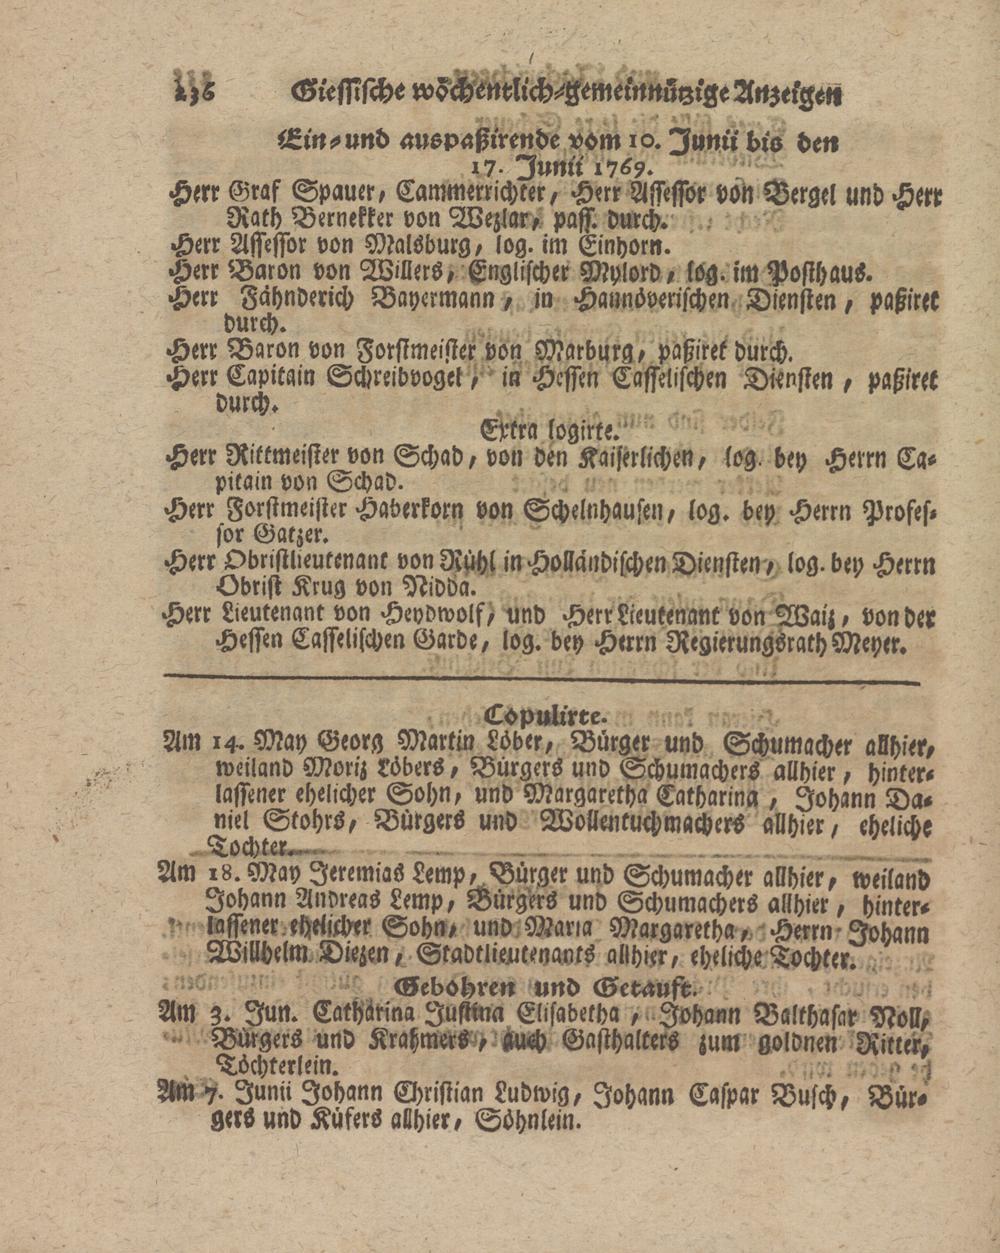 136 Giessische wöchentlich-gemeinnützige Anzeigen
Ein- und auspaßirende vom 10. Junii bis den
17. Junii 1769.
Herr Graf Spauer, Cammerrichter, Herr Assessor von Bergel und Herr
Rath Bernekker von Wezlar, pass. durch.
Herr Assessor von Malsburg, log. im Einhorn.
Herr Baron von Willers, Englischer Mylord, log. im Posthaus.
Herr Fähnderich Bayermann, in Hannöverischen Diensten, paßiret
durch.
Herr Baron von Forstmeister von Marburg, paßiret durch.
Herr Capitain Schreibvogel, in Hessen Casselischen Diensten, paßiret
durch.
Extra logirte.
Herr Rittmeister von Schad, von den Kaiserlichen, log. bey Herrn Ca-
pitain von Schad.
Herr Forstmeister Haberkorn von Schelnhausen, log. bey Herrn Profes-
sor Gatzer.
Herr Obristlieutenant von Rühl in Holländischen Diensten, log. bey Herrn
Obrist Krug von Nidda.
Herr Lieutenant von Heydwolf, und Herr Lieutenant von Waiz, von der
Hessen Casselischen Garde, log. bey Herrn Regierungsrath Meyer.
Copulirte.
Am 14. May Georg Martin Löber, Bürger und Schumacher allhier,
weiland Moriz Löbers, Bürgers und Schumachers allhier, hinter-
lassener ehelicher Sohn, und Margaretha Catharina, Johann Da-
niel Stohrs, Bürgers und Wollentuchmachers allhier, eheliche
Tochter.
Am 18. May Jeremias Lemp, Bürger und Schumacher allhier, weiland
Johann Andreas Lemp, Bürgers und Schumachers allhier, hinter-
lassener ehelicher Sohn, und Maria Margaretha, Herrn Johann
Willhelm Diezen, Stadtlieutenants allhier, eheliche Tochter.
Gebohren und Getauft.
Am 3. Jun. Catharina Justina Elisabetha, Johann Balthasar Noll,
Bürgers und Krahmers, auch Gasthalters zum goldnen Ritter,
Töchterlein.
Am 7. Junii Johann Christian Ludwig, Johann Caspar Busch, Bür-
gers und Küfers allhier, Söhnlein.